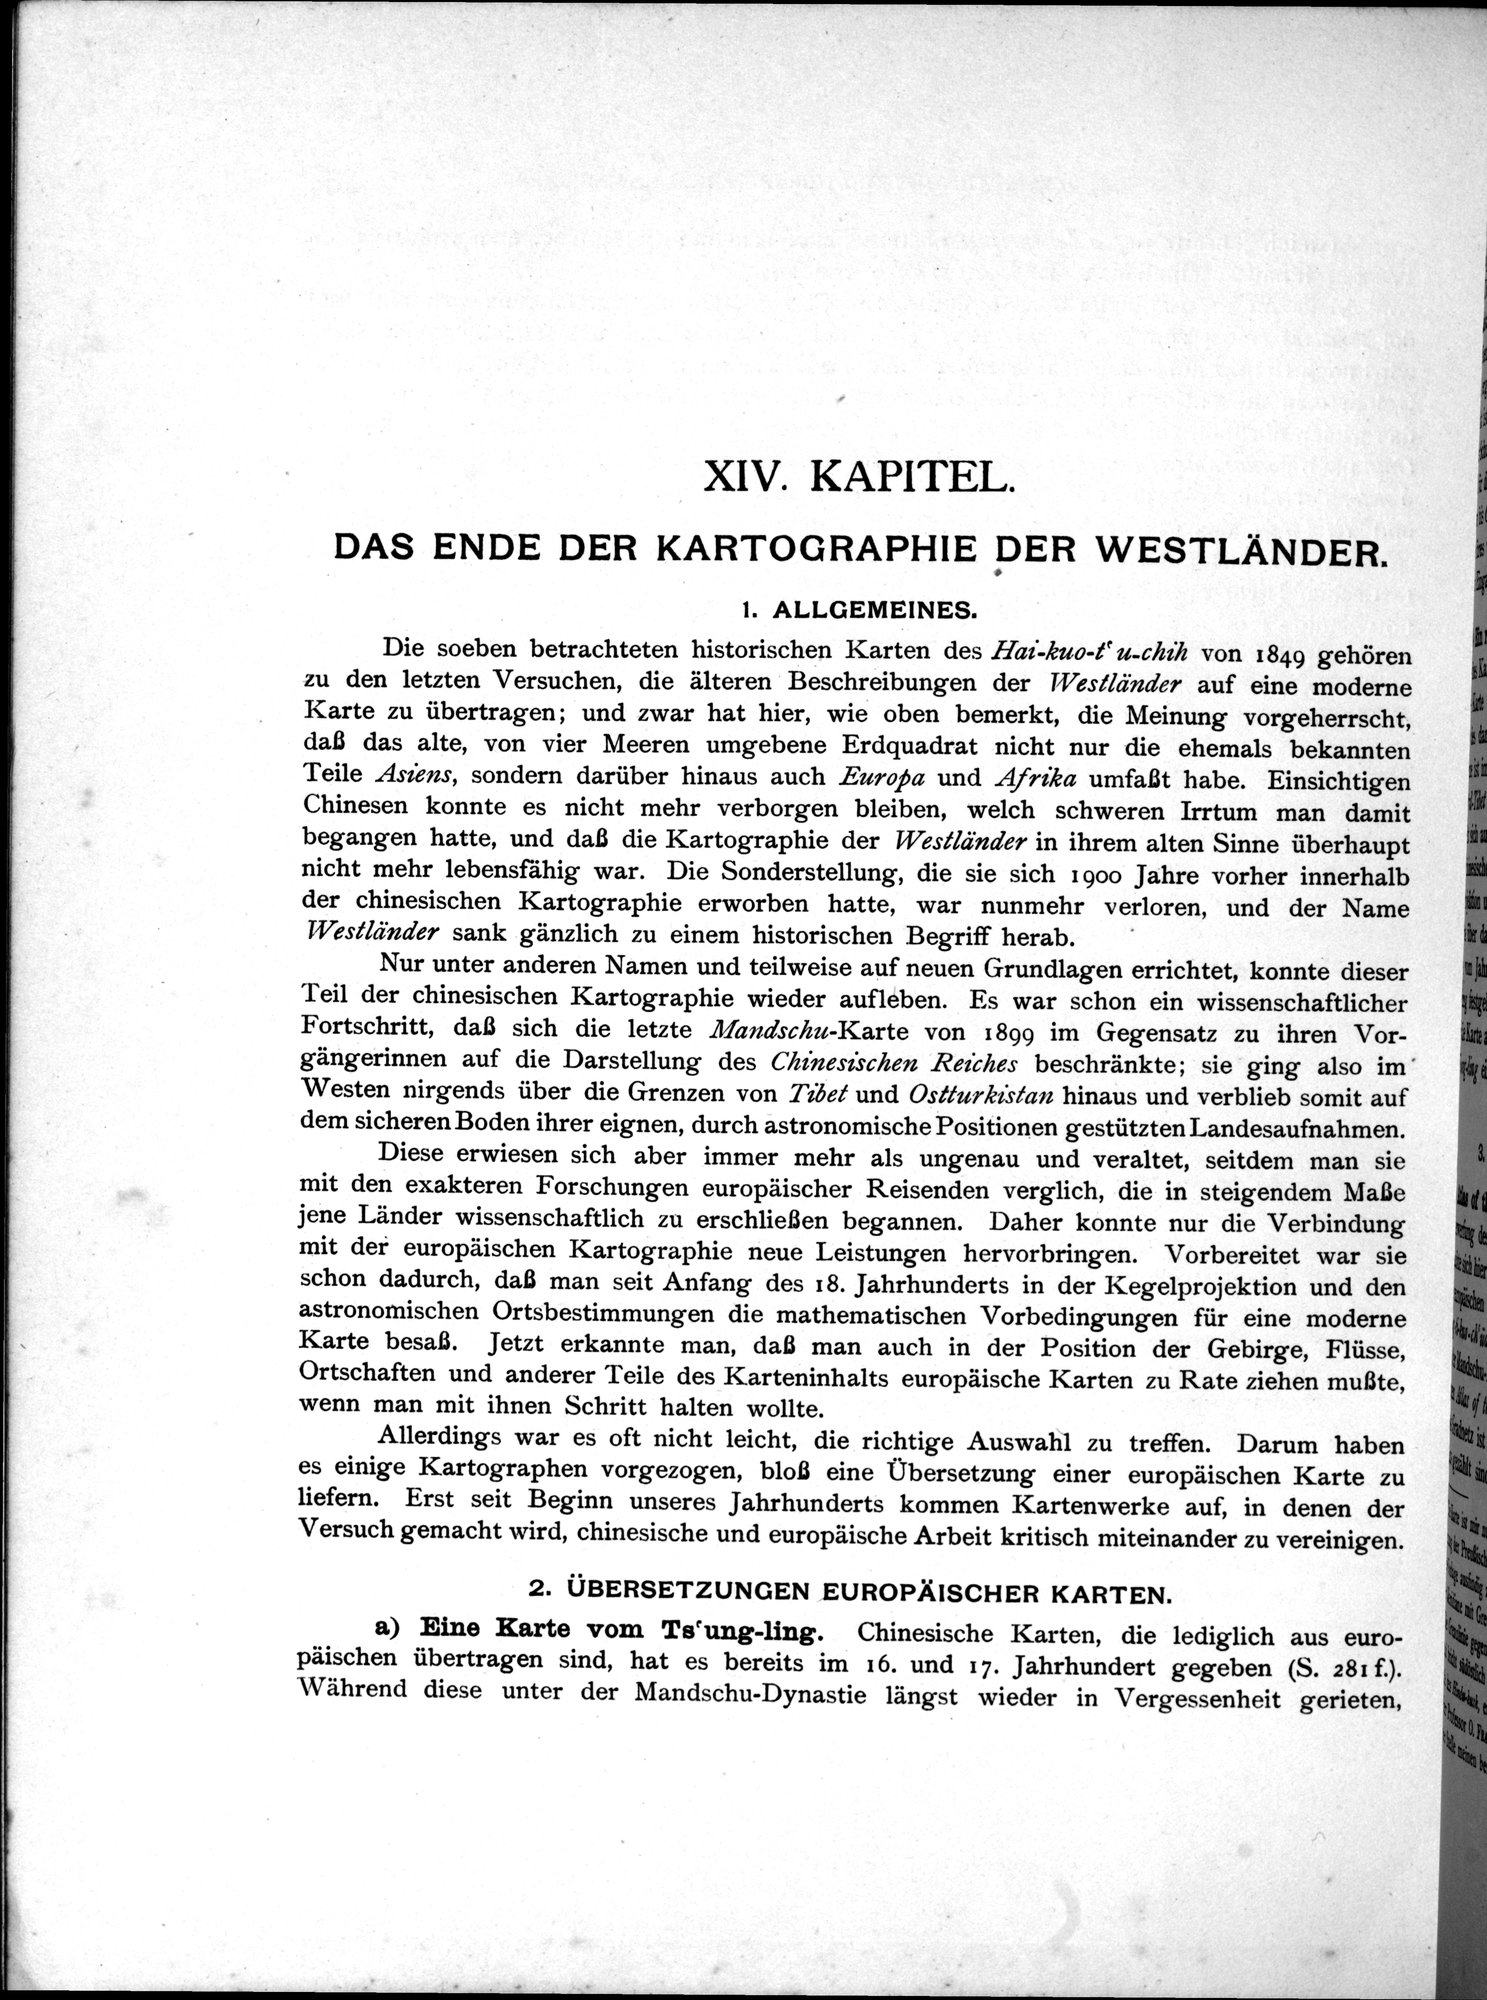 XIV. KAPITEL.
DAS ENDE DER KARTOGRAPHIE DER WESTLÄNDER.
1. ALLGEMEINES.
Die soeben betrachteten historischen Karten des Hai-kuo-tʿu-chih von 1849 gehören
zu den letzten Versuchen, die älteren Beschreibungen der Westländer auf eine moderne
Karte zu übertragen; und zwar hat hier, wie oben bemerkt, die Meinung vorgeherrscht,
daß das alte, von vier Meeren umgebene Erdquadrat nicht nur die ehemals bekannten
Teile Asiens, sondern darüber hinaus auch Europa und Afrika umfaßt habe. Einsichtigen
Chinesen konnte es nicht mehr verborgen bleiben, welch schweren Irrtum man damit
begangen hatte, und daß die Kartographie der Westländer in ihrem alten Sinne überhaupt
nicht mehr lebensfähig war. Die Sonderstellung, die sie sich 1900 Jahre vorher innerhalb
der chinesischen Kartographie erworben hatte, war nunmehr verloren, und der Name
Westländer sank gänzlich zu einem historischen Begriff herab.
Nur unter anderen Namen und teilweise auf neuen Grundlagen errichtet, konnte dieser
Teil der chinesischen Kartographie wieder aufleben. Es war schon ein wissenschaftlicher
Fortschritt, daß sich die letzte Mandschu-Karte von 1899 im Gegensatz zu ihren Vor-
gängerinnen auf die Darstellung des Chinesischen Reiches beschränkte; sie ging also im
Westen nirgends über die Grenzen von Tibet und Ostturkistan hinaus und verblieb somit auf
dem sicheren Boden ihrer eignen, durch astronomische Positionen gestützten Landesaufnahmen.
Diese erwiesen sich aber immer mehr als ungenau und veraltet, seitdem man sie
mit den exakteren Forschungen europäischer Reisenden verglich, die in steigendem Maße
jene Länder wissenschaftlich zu erschließen begannen. Daher konnte nur die Verbindung
mit der europäischen Kartographie neue Leistungen hervorbringen. Vorbereitet war sie
schon dadurch, daß man seit Anfang des 18. Jahrhunderts in der Kegelprojektion und den
astronomischen Ortsbestimmungen die mathematischen Vorbedingungen für eine moderne
Karte besaß. Jetzt erkannte man, daß man auch in der Position der Gebirge, Flüsse,
Ortschaften und anderer Teile des Karteninhalts europäische Karten zu Rate ziehen mußte,
wenn man mit ihnen Schritt halten wollte.
Allerdings war es oft nicht leicht, die richtige Auswahl zu treffen. Darum haben
es einige Kartographen vorgezogen, bloß eine Übersetzung einer europäischen Karte zu
liefern. Erst seit Beginn unseres Jahrhunderts kommen Kartenwerke auf, in denen der
Versuch gemacht wird, chinesische und europäische Arbeit kritisch miteinander zu vereinigen.
2. ÜBERSETZUNGEN EUROPÄISCHER KARTEN.
a) Eine Karte vom Tsʿung-ling. Chinesische Karten, die lediglich aus euro-
päischen übertragen sind, hat es bereits im 16. und 17. Jahrhundert gegeben (S. 281 f.).
Während diese unter der Mandschu-Dynastie längst wieder in Vergessenheit gerieten,